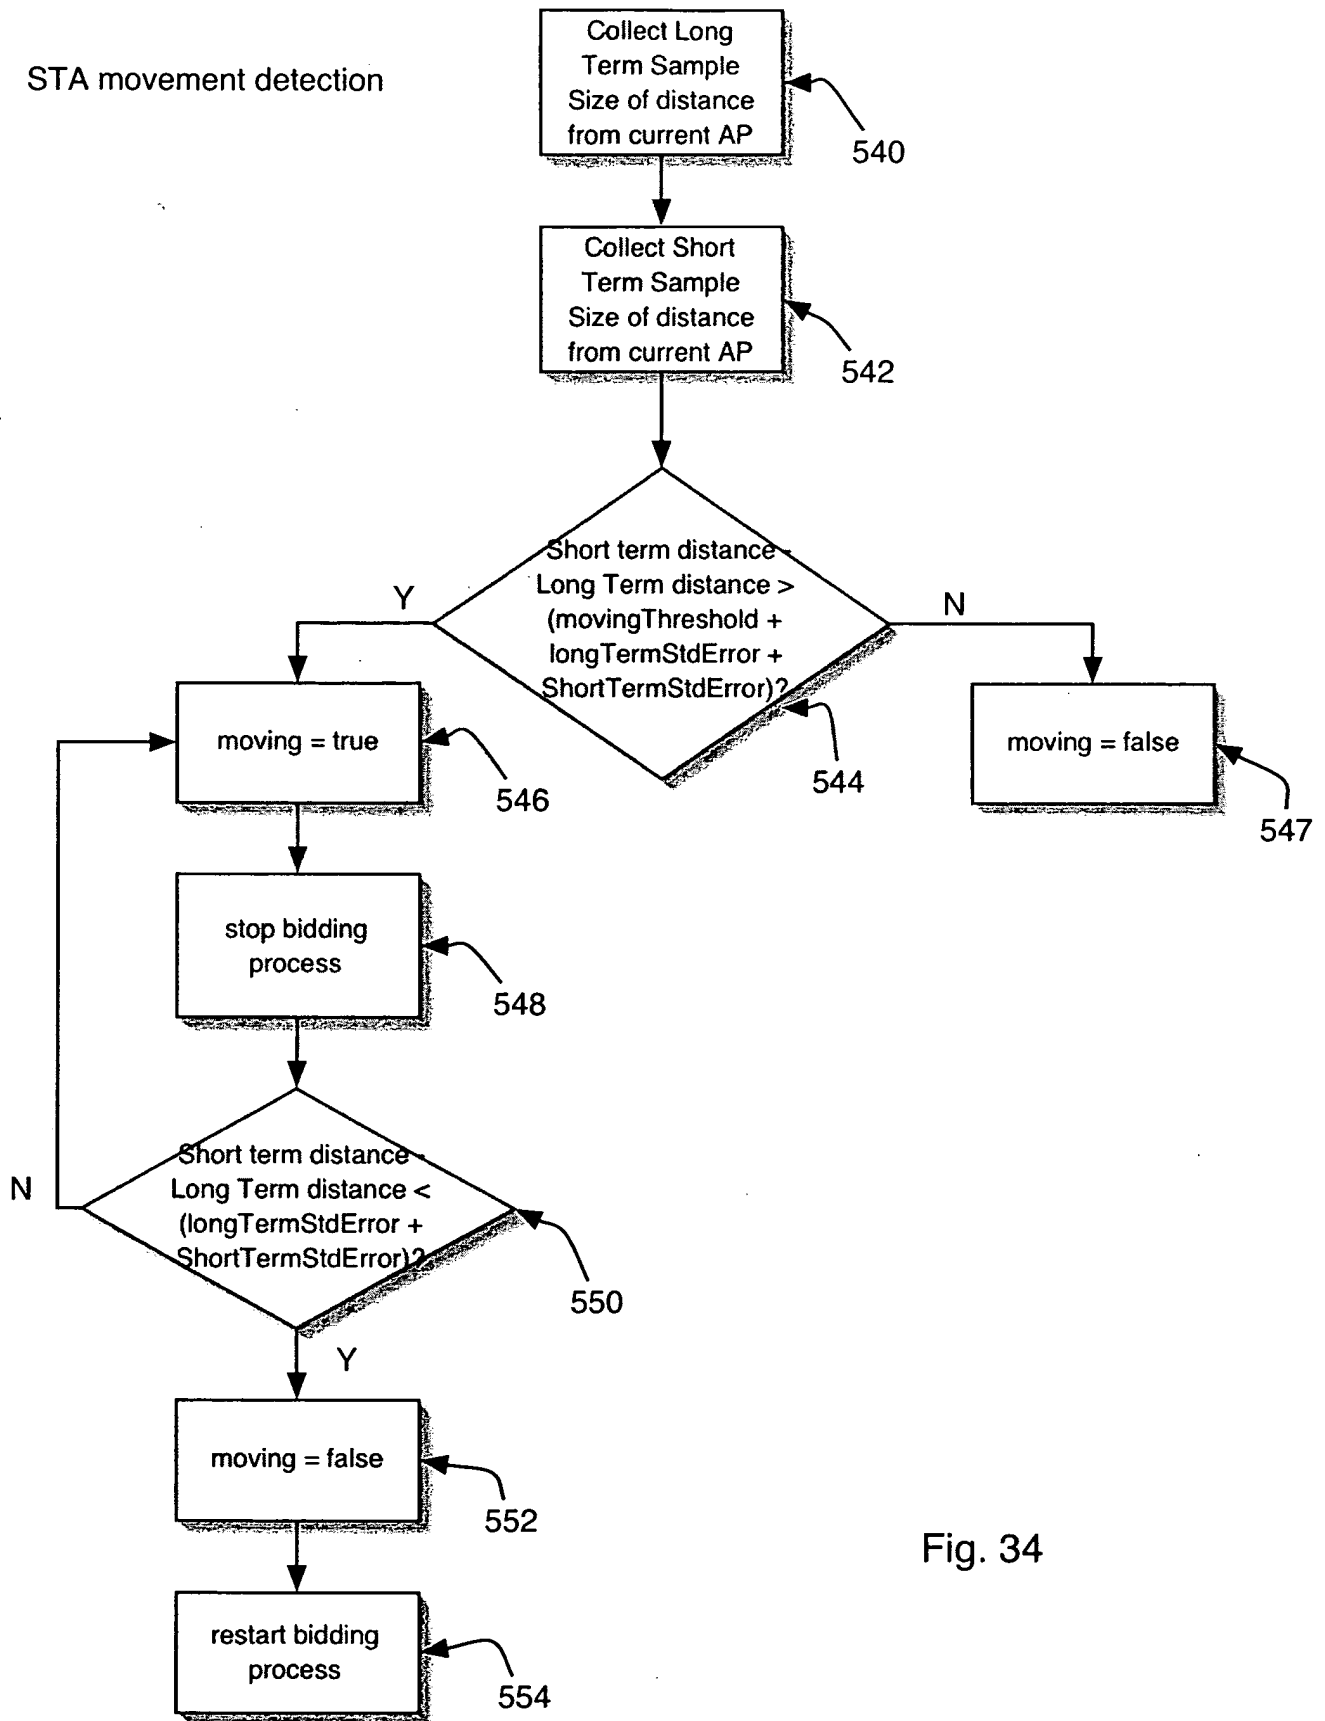 STA movement detection
Collect Long
Term Sample
Size of distance
from current AP
540
Collect Short
Term Sample
Size of distance
from current AP
542
Short term distance -
Long Term distance >
(movingThreshold +
longTermStdError +
ShortTermStdError)?
Y
N
544
moving = true
546
moving = false
547
stop bidding
process
548
Short term distance -
Long Term distance <
(longTermStdError +
ShortTermStdError)?
N
550
Y
moving = false
552
restart bidding
process
554
Fig. 34